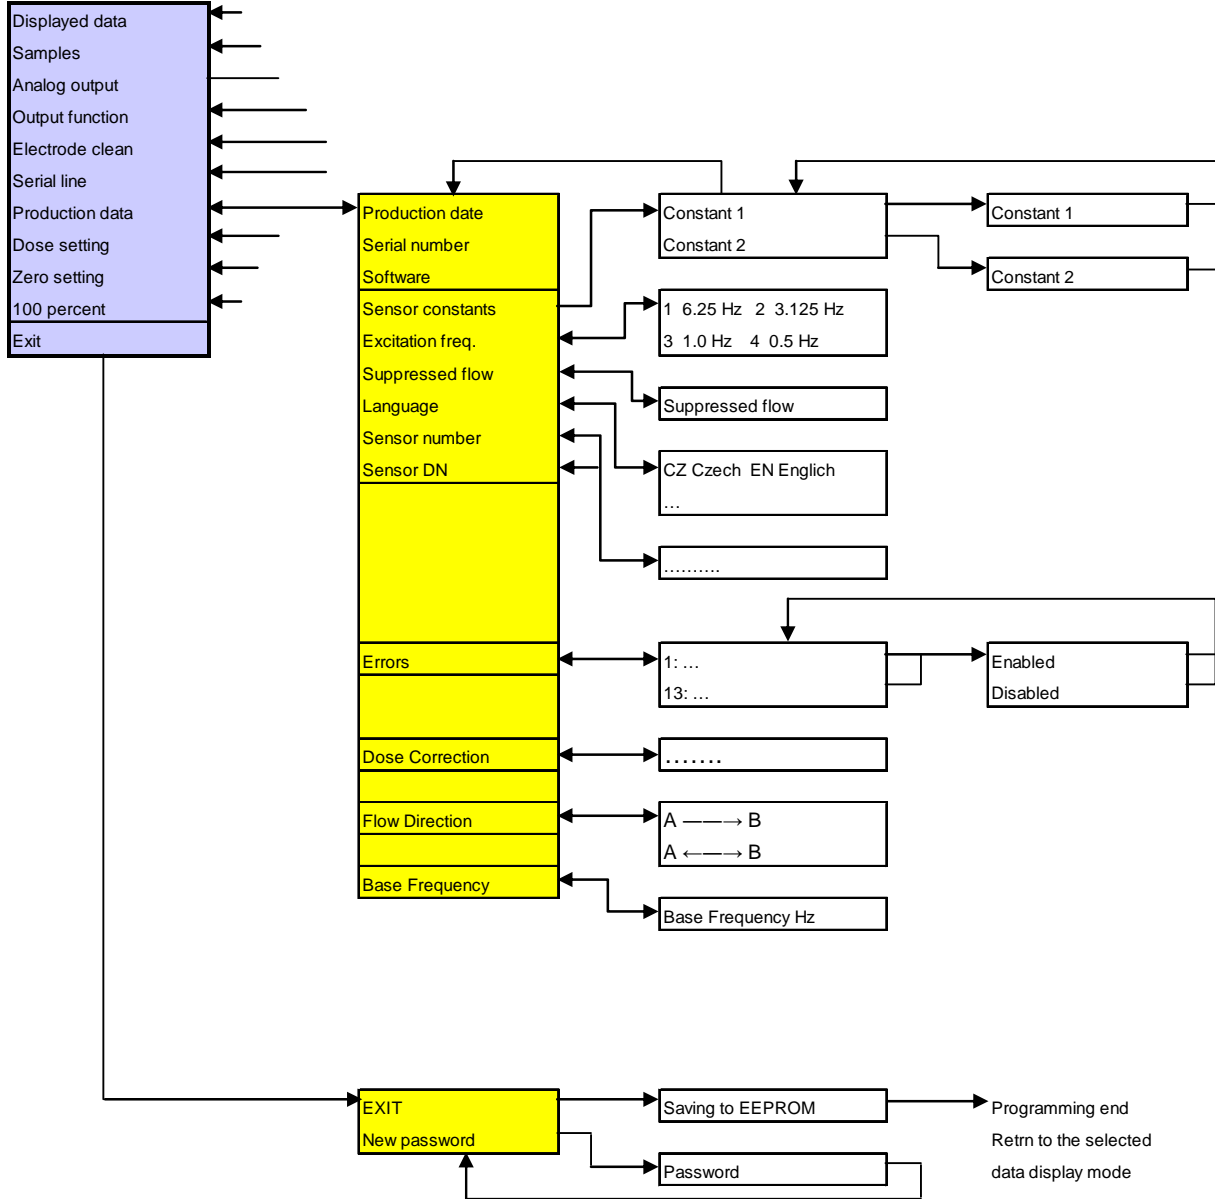 Displayed data
Samples
Analog output
Output function
Electrode clean
Serial line
Production data
Dose setting
Zero setting
100 percent
Exit
Production date
Serial number
Software
Sensor constants
Excitation freq.
Suppressed flow
Language
Sensor number
Sensor DN
Errors
Dose Correction
Flow Direction
Base Frequency
Constant 1
Constant 2
Constant 1
Constant 2
1 6.25 Hz 2 3.125 Hz
3 1.0 Hz 4 0.5 Hz
Suppressed flow
CZ Czech EN Englich
...
..........
1: ...
13: ...
Enabled
Disabled
.......
A ——→ B
A ←—→ B
Base Frequency Hz
EXIT
New password
Saving to EEPROM
Password
Programming end
Retrn to the selected
data display mode